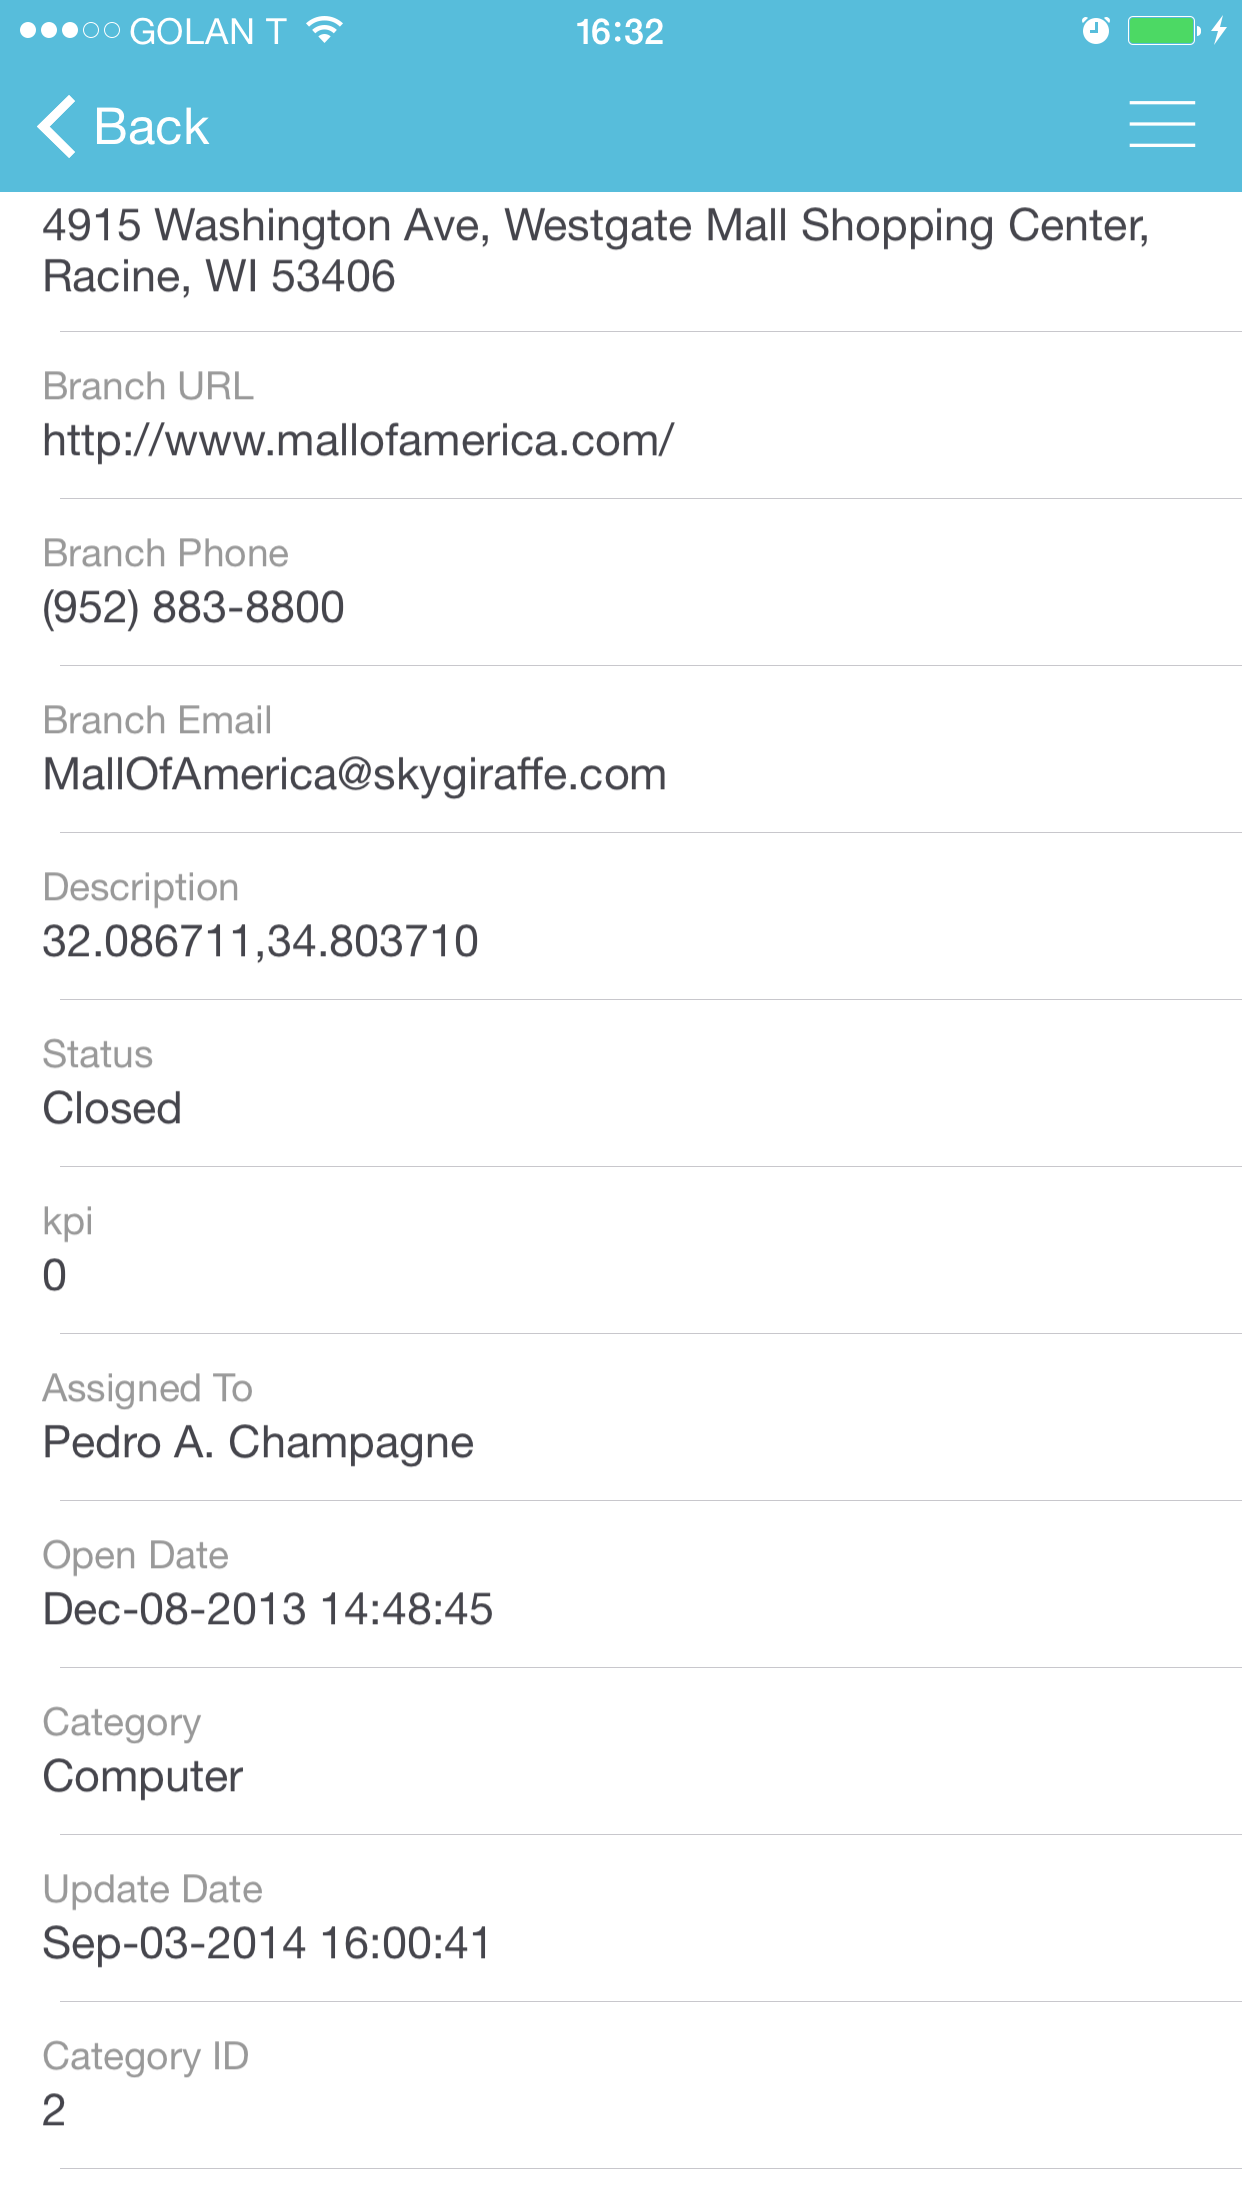 GOLAN T 16:32
Back
4915 Washington Ave, Westgate Mall Shopping Center,
Racine, WI 53406
Branch URL
http://www.mallofamerica.com/
Branch Phone
(952) 883-8800
Branch Email
MallOfAmerica@skygiraffe.com
Description
32.086711,34.803710
Status
Closed
kpi
0
Assigned To
Pedro A. Champagne
Open Date
Dec-08-2013 14:48:45
Category
Computer
Update Date
Sep-03-2014 16:00:41
Category ID
2